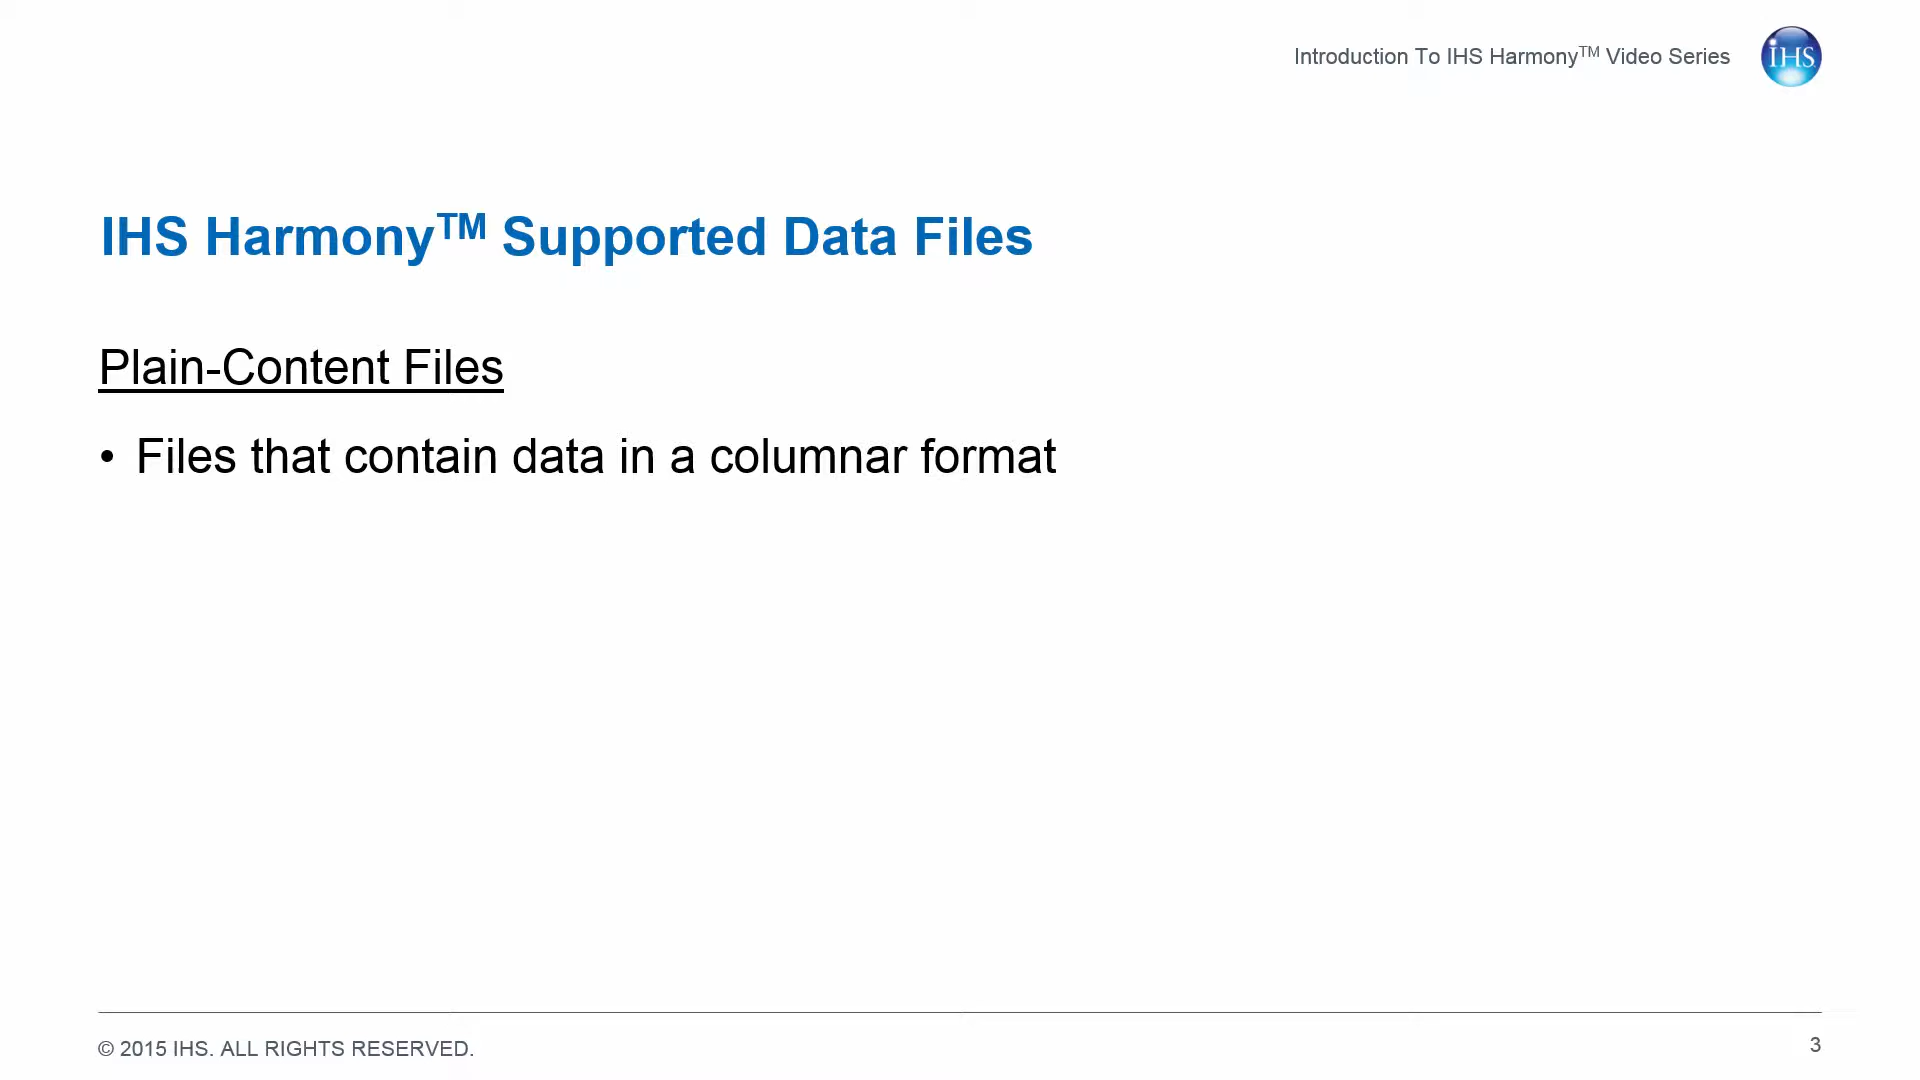 Introduction To IHS Harmony™ Video Series
IHS
IHS Harmony™ Supported Data Files
Plain-Content Files
• Files that contain data in a columnar format
© 2015 IHS. ALL RIGHTS RESERVED.
3